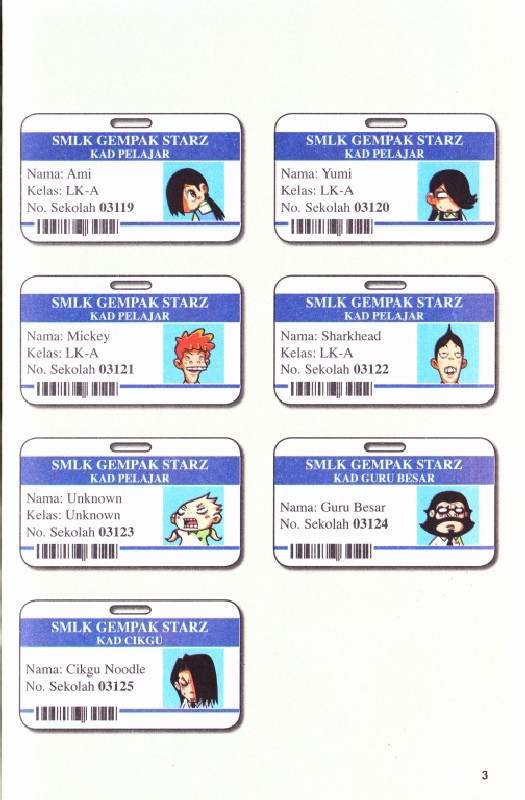 SMLK GEMPAK STARZ
KAD PELAJAR
Nama: Ami
Kelas: LK-A
No. Sekolah 03119
SMLK GEMPAK STARZ
KAD PELAJAR
Nama: Yumi
Kelas: LK-A
No. Sekolah 03120
SMLK GEMPAK STARZ
KAD PELAJAR
Nama: Mickey
Kelas: LK-A
No. Sekolah 03121
SMLK GEMPAK STARZ
KAD PELAJAR
Nama: Sharkhead
Kelas: LK-A
No. Sekolah 03122
SMLK GEMPAK STARZ
KAD PELAJAR
Nama: Unknown
Kelas: Unknown
No. Sekolah 03123
SMLK GEMPAK STARZ
KAD GURU BESAR
Nama: Guru Besar
No. Sekolah 03124
SMLK GEMPAK STARZ
KAD CIKGU
Nama: Cikgu Noodle
No. Sekolah 03125
3